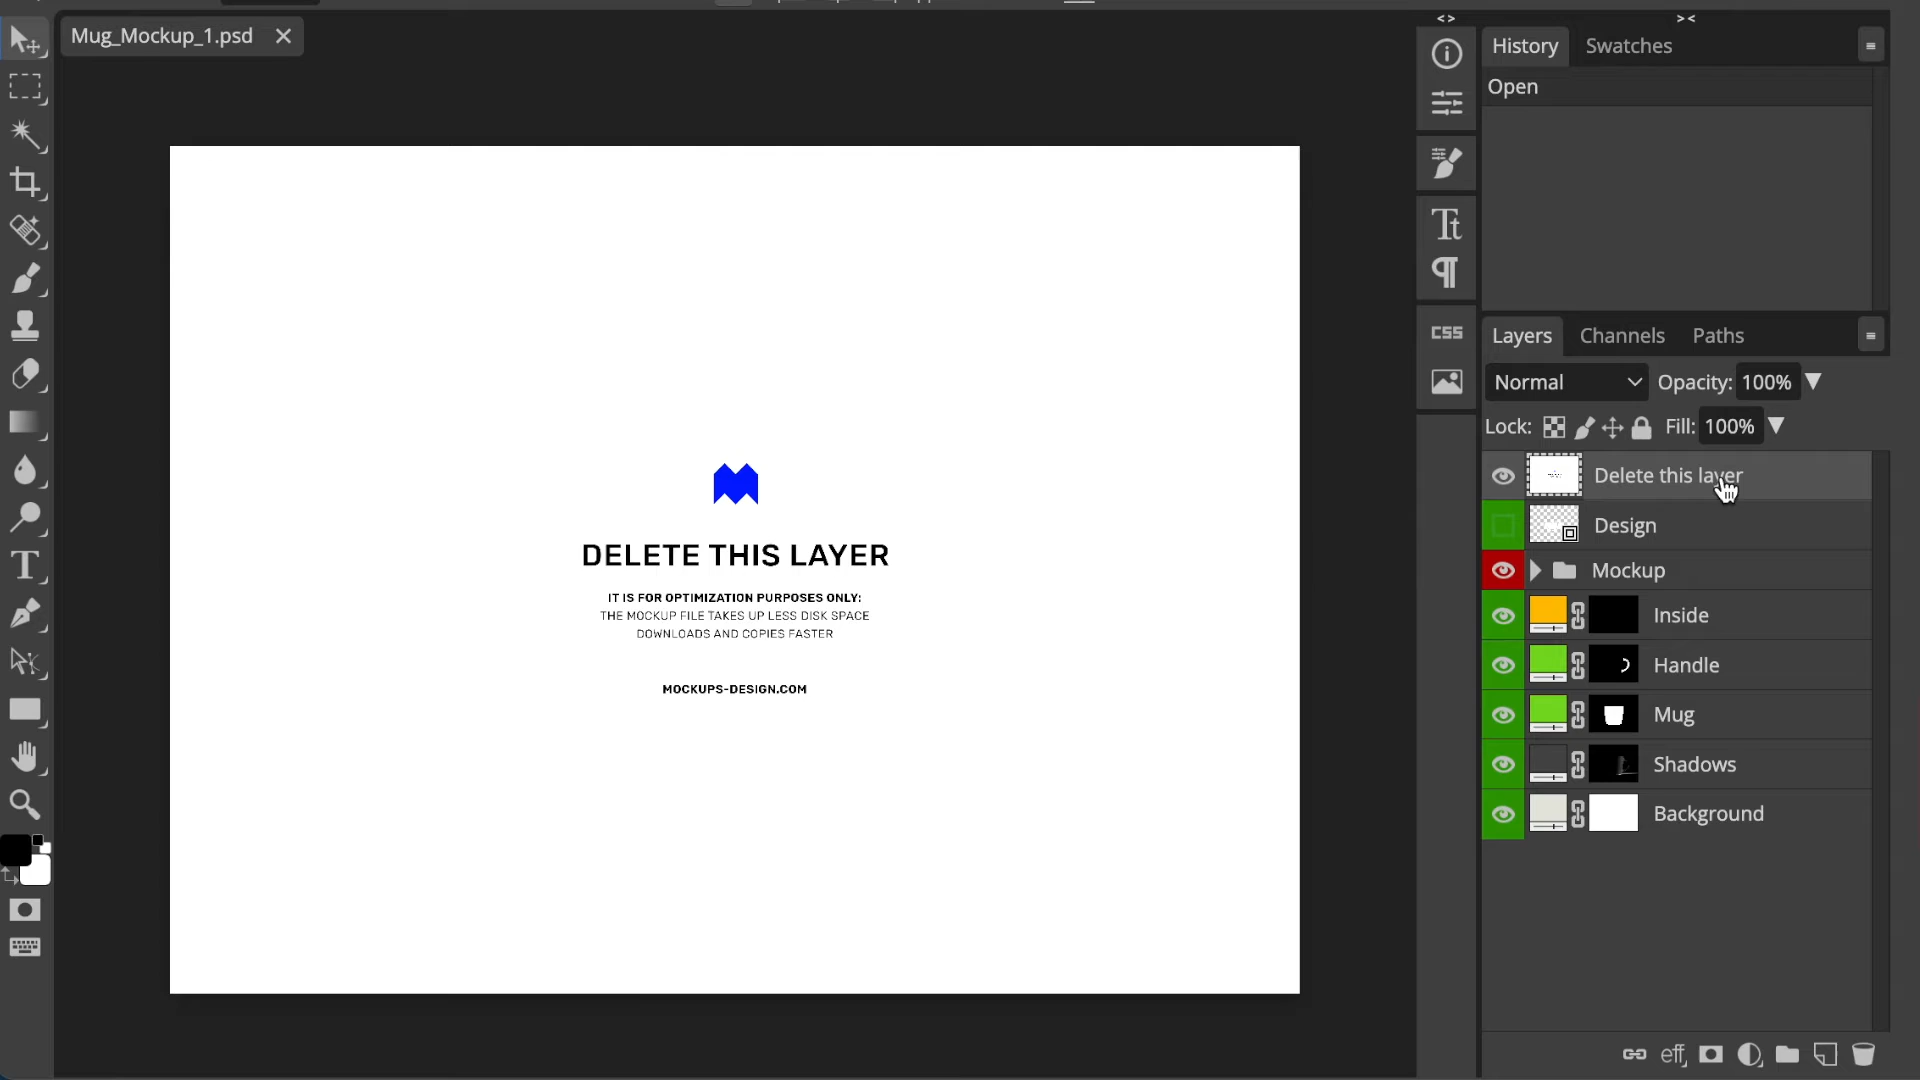 Mug_Mockup_1.psd
History Swatches
Open
Layers Channels Paths
Normal Opacity: 100%
Lock: Fill: 100%
Delete this layer
Design
Mockup
Inside
Handle
Mug
Shadows
Background
CSS
Tt
T
eff
DELETE THIS LAYER
IT IS FOR OPTIMIZATION PURPOSES ONLY:
THE MOCKUP FILE TAKES UP LESS DISK SPACE
DOWNLOADS AND COPIES FASTER
MOCKUPS-DESIGN.COM